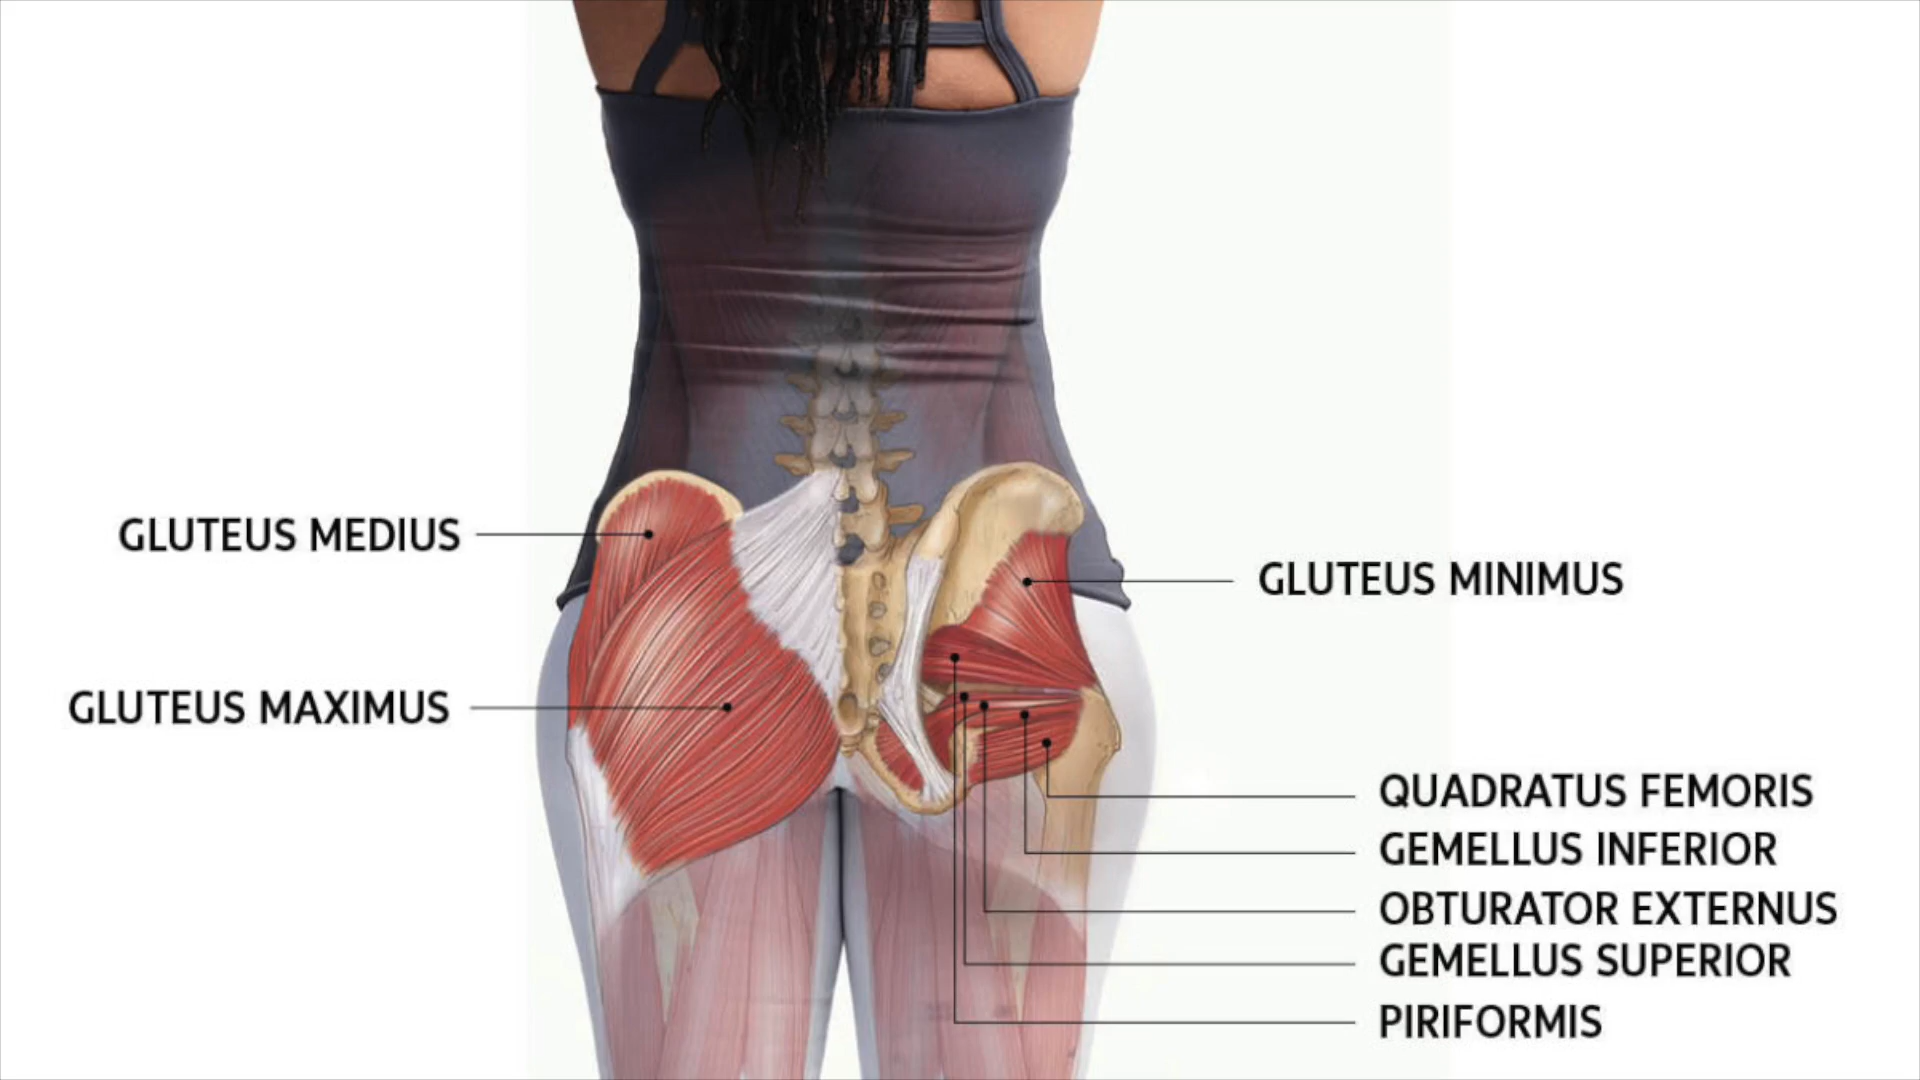 GLUTEUS MEDIUS
GLUTEUS MAXIMUS
GLUTEUS MINIMUS
QUADRATUS FEMORIS
GEMELLUS INFERIOR
OBTURATOR EXTERNUS
GEMELLUS SUPERIOR
PIRIFORMIS